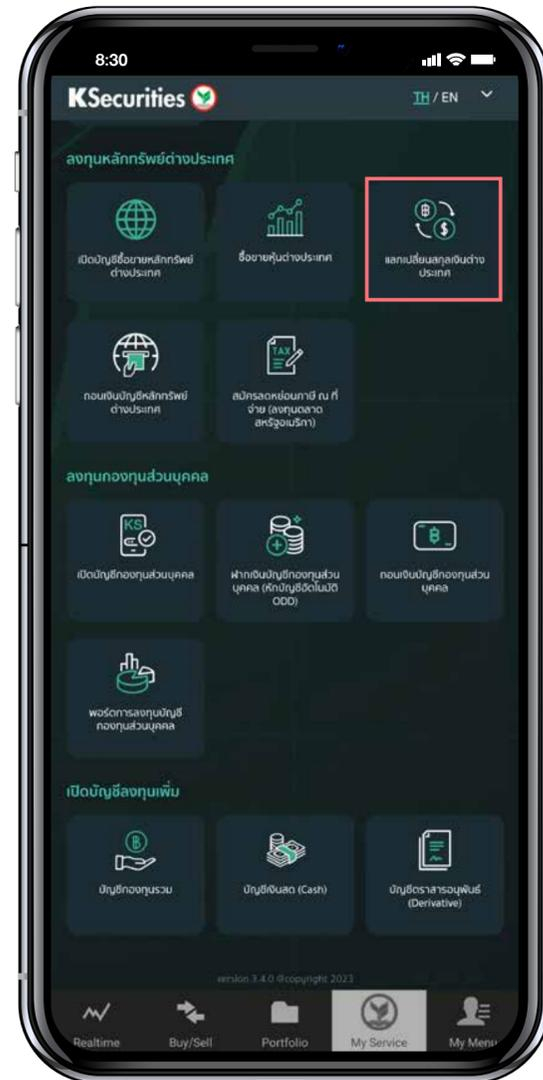 8:30
KSecurities
TH / EN
ลงทุนหลักทรัพย์ต่างประเทศ
เปิดบัญชีซื้อขายหลักทรัพย์
ต่างประเทศ
ซื้อขายหุ้นต่างประเทศ
แลกเปลี่ยนสกุลเงินต่าง
ประเทศ
TAX
ถอนเงินบัญชีหลักทรัพย์
ต่างประเทศ
สมัครลดหย่อนภาษี ณ ที่
จ่าย (ลงทุนตลาด
สหรัฐอเมริกา)
ลงทุนกองทุนส่วนบุคคล
KS
เปิดบัญชีกองทุนส่วนบุคคล
ฝากเงินบัญชีกองทุนส่วน
บุคคล (หักบัญชีอัตโนมัติ
ODD)
ถอนเงินบัญชีกองทุนส่วน
บุคคล
พอร์ตการลงทุนบัญชี
กองทุนส่วนบุคคล
เปิดบัญชีลงทุนเพิ่ม
บัญชีกองทุนรวม
บัญชีเงินสด (Cash)
บัญชีตราสารอนุพันธ์
(Derivative)
version 3.4.0 @copyright 2023
Realtime
Buy/Sell
Portfolio
My Service
My Menu